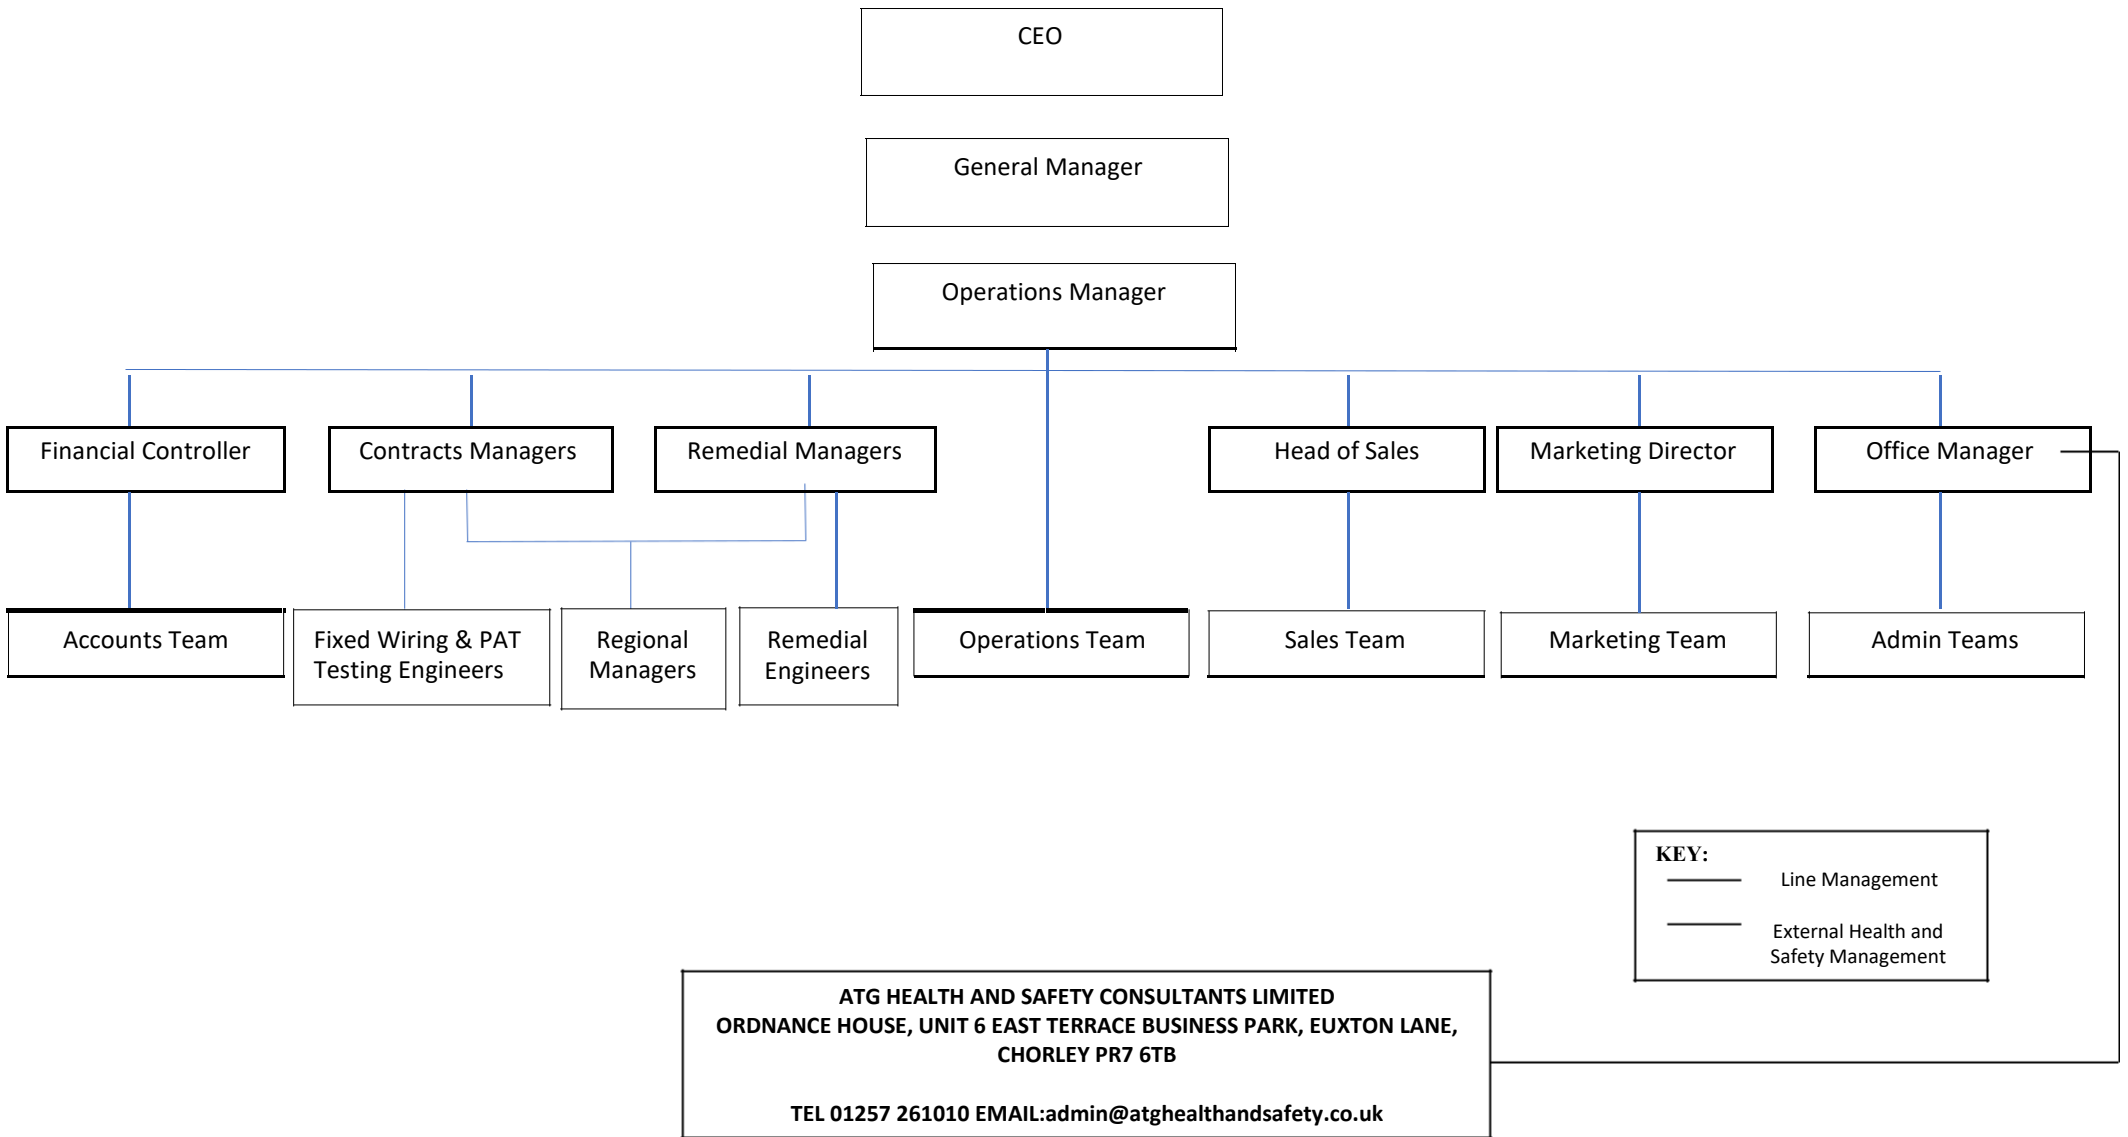 CEO
General Manager
Operations Manager
Financial Controller
Contracts Managers
Remedial Managers
Head of Sales
Marketing Director
Office Manager
Accounts Team
Fixed Wiring & PAT
Testing Engineers
Regional
Managers
Remedial
Engineers
Operations Team
Sales Team
Marketing Team
Admin Teams
KEY:
Line Management
External Health and
Safety Management
ATG HEALTH AND SAFETY CONSULTANTS LIMITED
ORDNANCE HOUSE, UNIT 6 EAST TERRACE BUSINESS PARK, EUXTON LANE,
CHORLEY PR7 6TB
TEL 01257 261010 EMAIL:admin@atghealthandsafety.co.uk